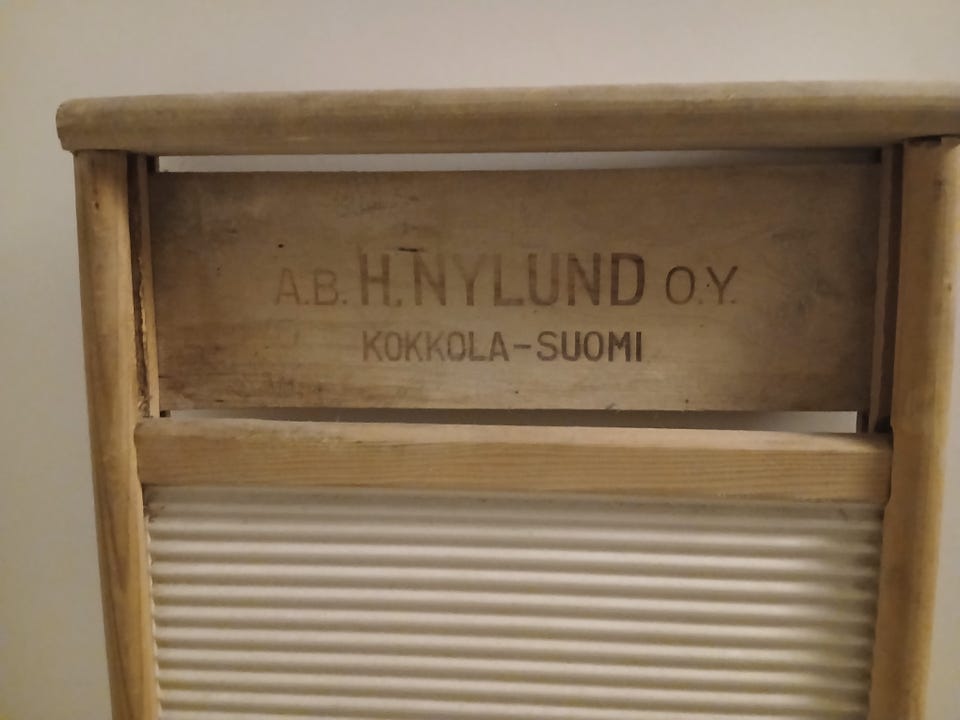 A.B. H. NYLUND O.Y.
KOKKOLA-SUOMI